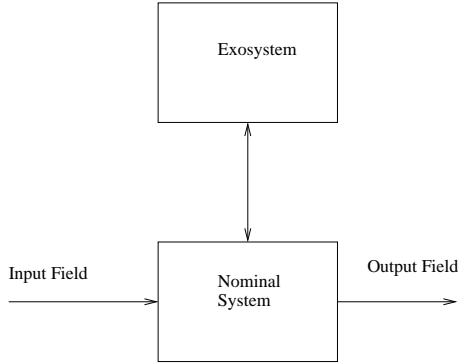 Exosystem
Input Field
Nominal
System
Output Field